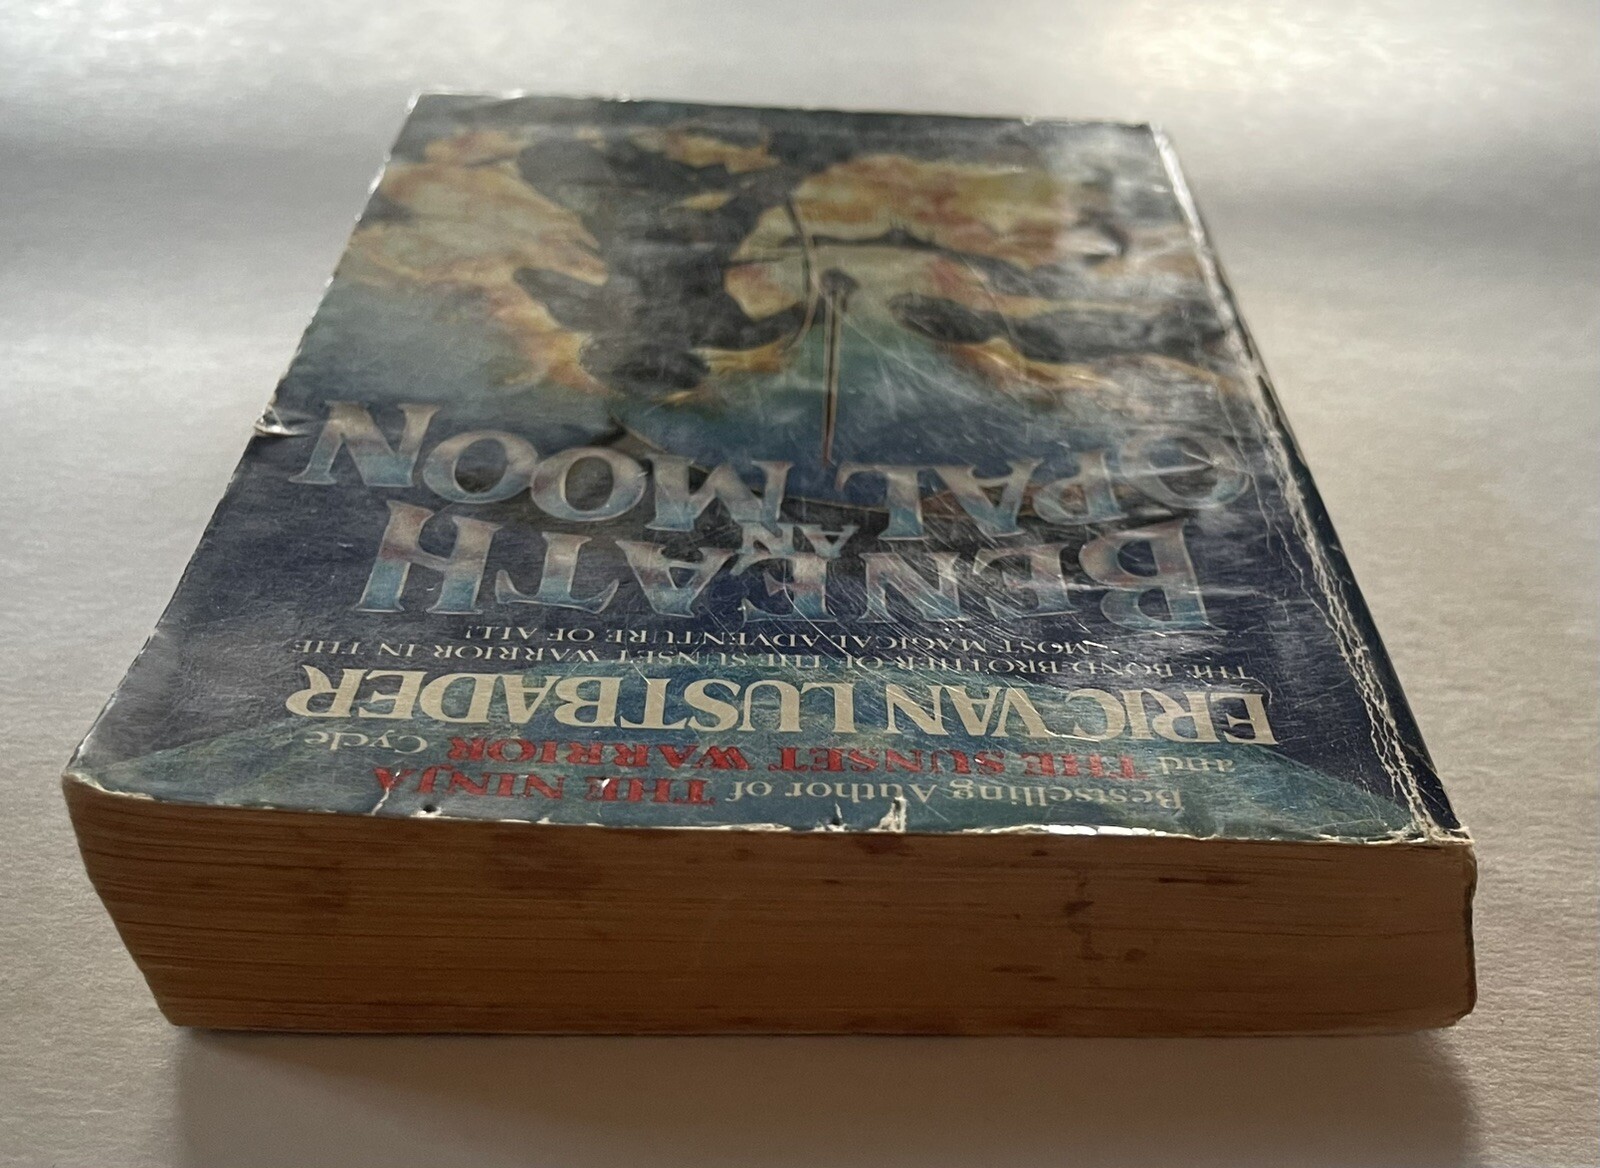 Bestselling Author of THE NINJA
and THE SUNSET WARRIOR Cycle
ERIC VAN LUSTBADER
THE BOND-BROTHER OF THE SUNSET WARRIOR IN THE
MOST MAGICAL ADVENTURE OF ALL!
BENEATH
AN
OPAL MOON